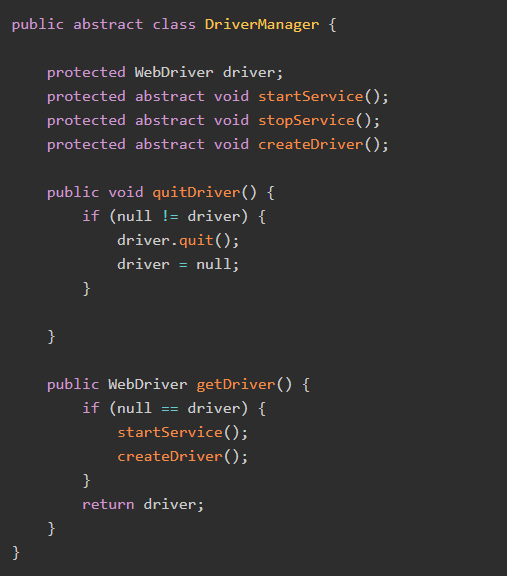 public abstract class DriverManager {
    protected WebDriver driver;
    protected abstract void startService();
    protected abstract void stopService();
    protected abstract void createDriver();
    public void quitDriver() {
        if (null != driver) {
            driver.quit();
            driver = null;
        }
    }
    public WebDriver getDriver() {
        if (null == driver) {
            startService();
            createDriver();
        }
        return driver;
    }
}